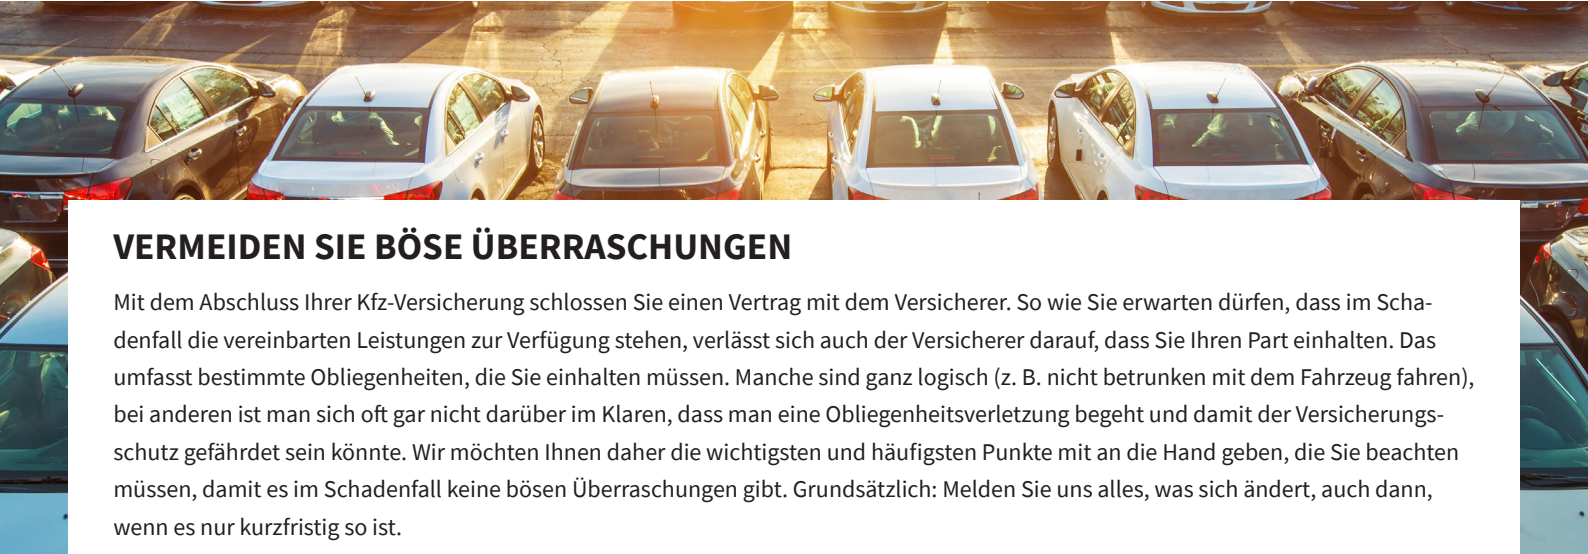 VERMEIDEN SIE BÖSE ÜBERRASCHUNGEN
Mit dem Abschluss Ihrer Kfz-Versicherung schlossen Sie einen Vertrag mit dem Versicherer. So wie Sie erwarten dürfen, dass im Scha-
denfall die vereinbarten Leistungen zur Verfügung stehen, verlässt sich auch der Versicherer darauf, dass Sie Ihren Part einhalten. Das
umfasst bestimmte Obliegenheiten, die Sie einhalten müssen. Manche sind ganz logisch (z. B. nicht betrunken mit dem Fahrzeug fahren),
bei anderen ist man sich oft gar nicht darüber im Klaren, dass man eine Obliegenheitsverletzung begeht und damit der Versicherungs-
schutz gefährdet sein könnte. Wir möchten Ihnen daher die wichtigsten und häufigsten Punkte mit an die Hand geben, die Sie beachten
müssen, damit es im Schadenfall keine bösen Überraschungen gibt. Grundsätzlich: Melden Sie uns alles, was sich ändert, auch dann,
wenn es nur kurzfristig so ist.